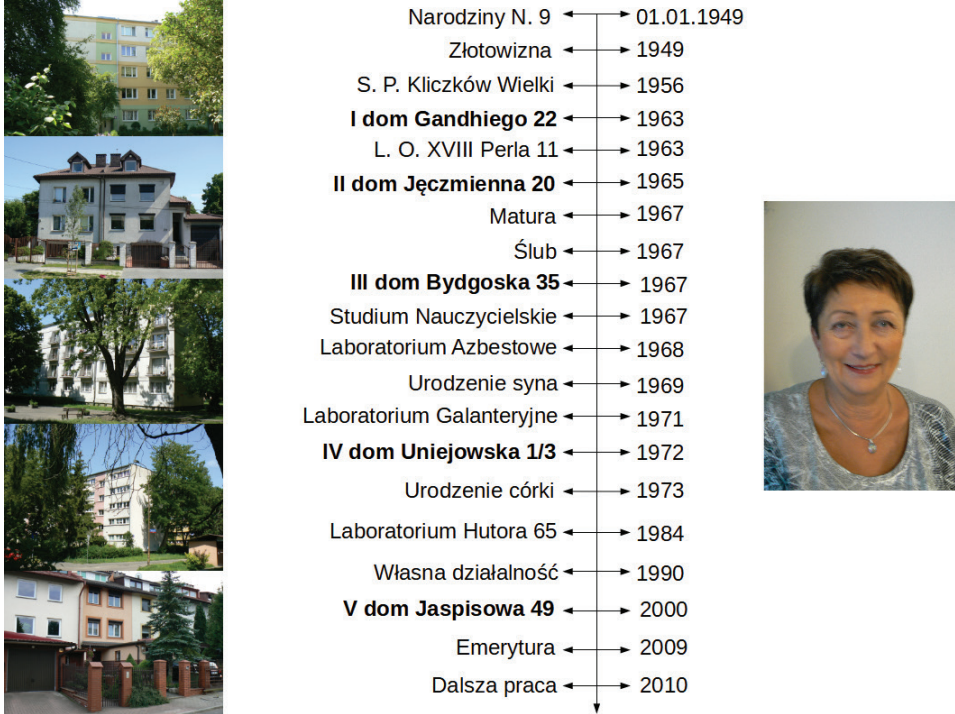 Narodziny N. 9 01.01.1949
Złotowizna 1949
S. P. Kliczków Wielki 1956
I dom Gandhiego 22 1963
L. O. XVIII Perla 11 1963
II dom Jęczmienna 20 1965
Matura 1967
Ślub 1967
III dom Bydgoska 35 1967
Studium Nauczycielskie 1967
Laboratorium Azbestowe 1968
Urodzenie syna 1969
Laboratorium Galanteryjne 1971
IV dom Uniejowska 1/3 1972
Urodzenie córki 1973
Laboratorium Hutora 65 1984
Własna działalność 1990
V dom Jaspisowa 49 2000
Emerytura 2009
Dalsza praca 2010